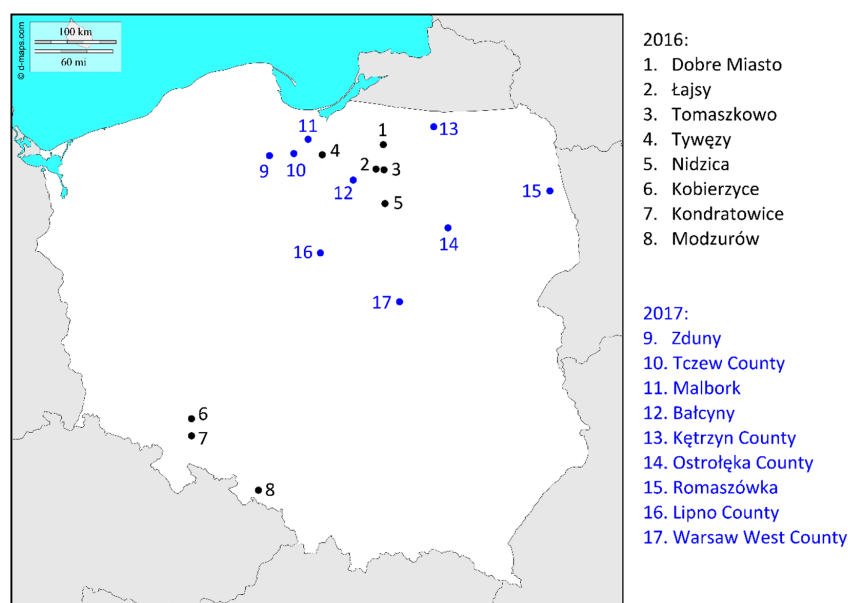 100 km
60 mi
© d-maps.com
11
13
1
4
10
9
2
3
12
15
5
14
16
17
6
7
8
2016:
1. Dobre Miasto
2. Łajsy
3. Tomaszkowo
4. Tywęzy
5. Nidzica
6. Kobierzyce
7. Kondratowice
8. Modzurów
2017:
9. Zduny
10. Tczew County
11. Malbork
12. Bałcyny
13. Kętrzyn County
14. Ostrołęka County
15. Romaszówka
16. Lipno County
17. Warsaw West County